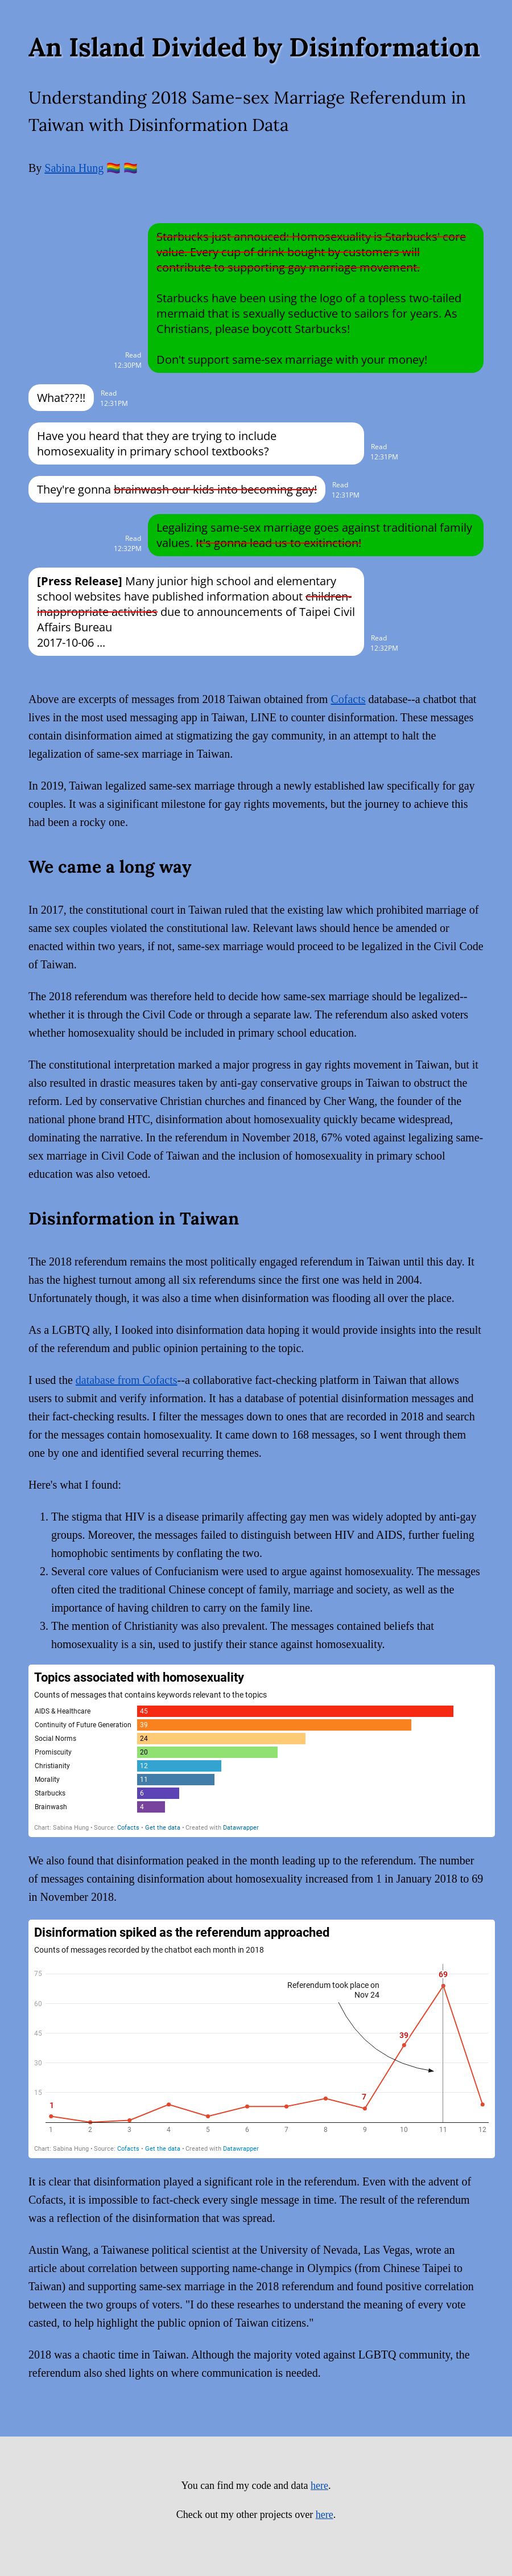 An Island Divided by Disinformation
Understanding 2018 Same-sex Marriage Referendum in
Taiwan with Disinformation Data
By Sabina Hung 🏳️‍🌈 🏳️‍🌈
Starbucks just annouced: Homosexuality is Starbucks' core
value. Every cup of drink bought by customers will
contribute to supporting gay marriage movement.
Starbucks have been using the logo of a topless two-tailed
mermaid that is sexually seductive to sailors for years. As
Christians, please boycott Starbucks!
Don't support same-sex marriage with your money!
Read
12:30PM
What???!!
Read
12:31PM
Have you heard that they are trying to include
homosexuality in primary school textbooks?
Read
12:31PM
They're gonna brainwash our kids into becoming gay!
Read
12:31PM
Legalizing same-sex marriage goes against traditional family
values. It's gonna lead us to exitinction!
Read
12:32PM
[Press Release] Many junior high school and elementary
school websites have published information about children-
inappropriate activities due to announcements of Taipei Civil
Affairs Bureau
2017-10-06 ...
Read
12:32PM
Above are excerpts of messages from 2018 Taiwan obtained from Cofacts database--a chatbot that
lives in the most used messaging app in Taiwan, LINE to counter disinformation. These messages
contain disinformation aimed at stigmatizing the gay community, in an attempt to halt the
legalization of same-sex marriage in Taiwan.
In 2019, Taiwan legalized same-sex marriage through a newly established law specifically for gay
couples. It was a siginificant milestone for gay rights movements, but the journey to achieve this
had been a rocky one.
We came a long way
In 2017, the constitutional court in Taiwan ruled that the existing law which prohibited marriage of
same sex couples violated the constitutional law. Relevant laws should hence be amended or
enacted within two years, if not, same-sex marriage would proceed to be legalized in the Civil Code
of Taiwan.
The 2018 referendum was therefore held to decide how same-sex marriage should be legalized--
whether it is through the Civil Code or through a separate law. The referendum also asked voters
whether homosexuality should be included in primary school education.
The constitutional interpretation marked a major progress in gay rights movement in Taiwan, but it
also resulted in drastic measures taken by anti-gay conservative groups in Taiwan to obstruct the
reform. Led by conservative Christian churches and financed by Cher Wang, the founder of the
national phone brand HTC, disinformation about homosexuality quickly became widespread,
dominating the narrative. In the referendum in November 2018, 67% voted against legalizing same-
sex marriage in Civil Code of Taiwan and the inclusion of homosexuality in primary school
education was also vetoed.
Disinformation in Taiwan
The 2018 referendum remains the most politically engaged referendum in Taiwan until this day. It
has the highest turnout among all six referendums since the first one was held in 2004.
Unfortunately though, it was also a time when disinformation was flooding all over the place.
As a LGBTQ ally, I Iooked into disinformation data hoping it would provide insights into the result
of the referendum and public opinion pertaining to the topic.
I used the database from Cofacts--a collaborative fact-checking platform in Taiwan that allows
users to submit and verify information. It has a database of potential disinformation messages and
their fact-checking results. I filter the messages down to ones that are recorded in 2018 and search
for the messages contain homosexuality. It came down to 168 messages, so I went through them
one by one and identified several recurring themes.
Here's what I found:
1. The stigma that HIV is a disease primarily affecting gay men was widely adopted by anti-gay
groups. Moreover, the messages failed to distinguish between HIV and AIDS, further fueling
homophobic sentiments by conflating the two.
2. Several core values of Confucianism were used to argue against homosexuality. The messages
often cited the traditional Chinese concept of family, marriage and society, as well as the
importance of having children to carry on the family line.
3. The mention of Christianity was also prevalent. The messages contained beliefs that
homosexuality is a sin, used to justify their stance against homosexuality.
Topics associated with homosexuality
Counts of messages that contains keywords relevant to the topics
AIDS & Healthcare 45
Continuity of Future Generation 39
Social Norms 24
Promiscuity 20
Christianity 12
Morality 11
Starbucks 6
Brainwash 4
Chart: Sabina Hung • Source: Cofacts • Get the data • Created with Datawrapper
We also found that disinformation peaked in the month leading up to the referendum. The number
of messages containing disinformation about homosexuality increased from 1 in January 2018 to 69
in November 2018.
Disinformation spiked as the referendum approached
Counts of messages recorded by the chatbot each month in 2018
75
69
Referendum took place on
Nov 24
60
45
39
30
15
7
1
1 2 3 4 5 6 7 8 9 10 11 12
Chart: Sabina Hung • Source: Cofacts • Get the data • Created with Datawrapper
It is clear that disinformation played a significant role in the referendum. Even with the advent of
Cofacts, it is impossible to fact-check every single message in time. The result of the referendum
was a reflection of the disinformation that was spread.
Austin Wang, a Taiwanese political scientist at the University of Nevada, Las Vegas, wrote an
article about correlation between supporting name-change in Olympics (from Chinese Taipei to
Taiwan) and supporting same-sex marriage in the 2018 referendum and found positive correlation
between the two groups of voters. "I do these researhes to understand the meaning of every vote
casted, to help highlight the public opnion of Taiwan citizens."
2018 was a chaotic time in Taiwan. Although the majority voted against LGBTQ community, the
referendum also shed lights on where communication is needed.
You can find my code and data here.
Check out my other projects over here.